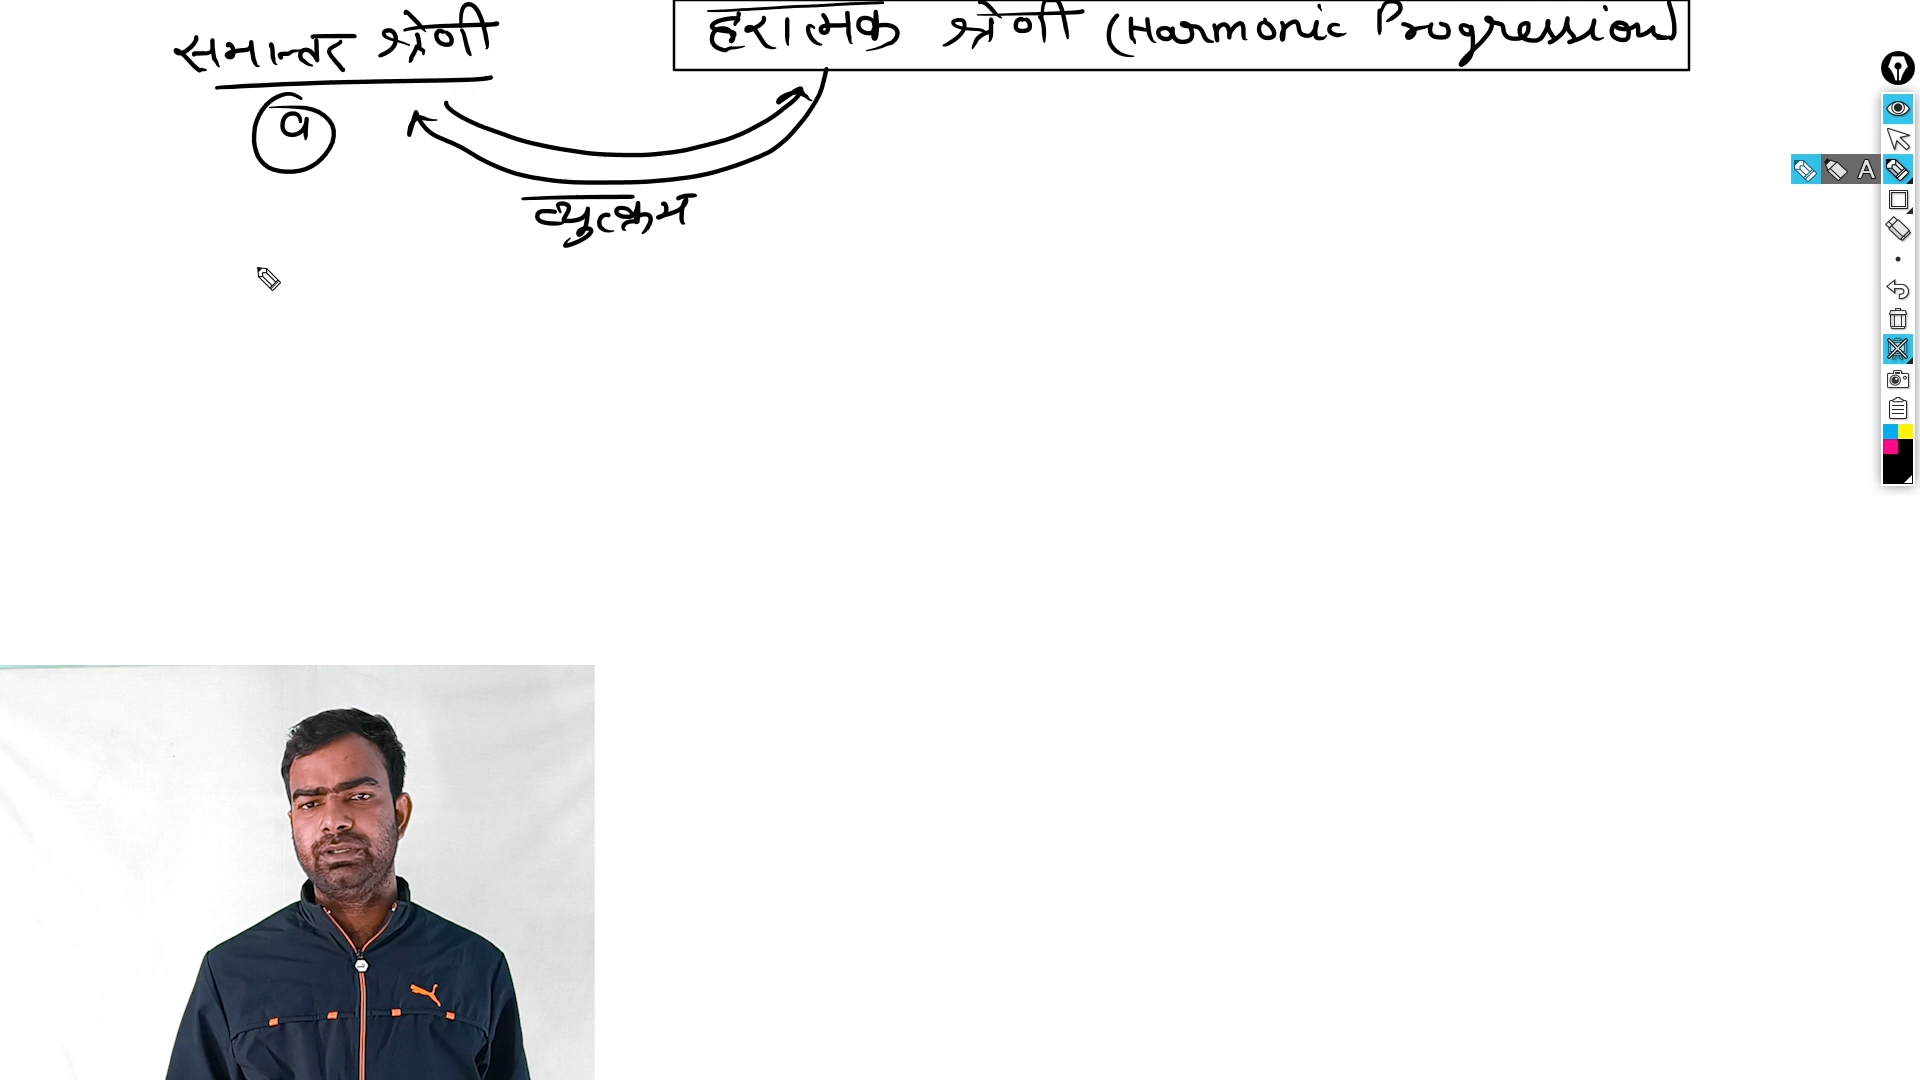 समान्तर श्रेणी
हरात्मक श्रेणी (Harmonic Progression)
a
व्युत्क्रम
A